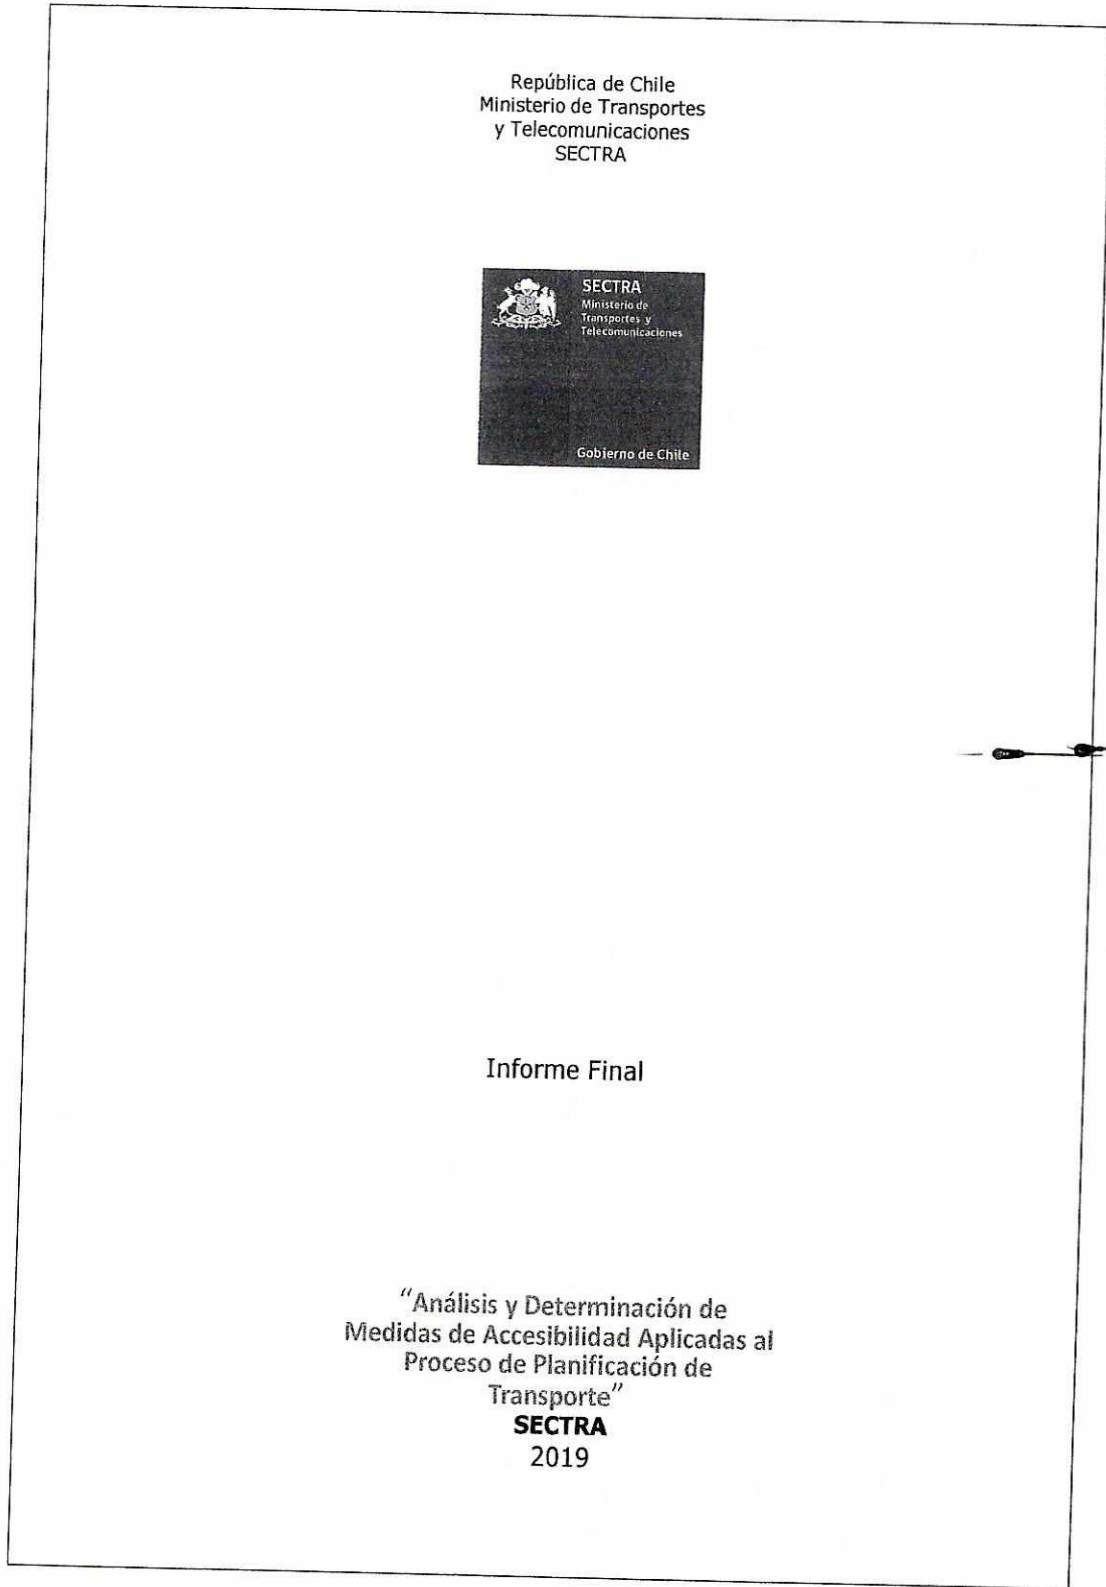 República de Chile
Ministerio de Transportes
y Telecomunicaciones
SECTRA
SECTRA
Ministerio de
Transportes y
Telecomunicaciones
Gobierno de Chile
Informe Final
"Análisis y Determinación de
Medidas de Accesibilidad Aplicadas al
Proceso de Planificación de
Transporte"
SECTRA
2019